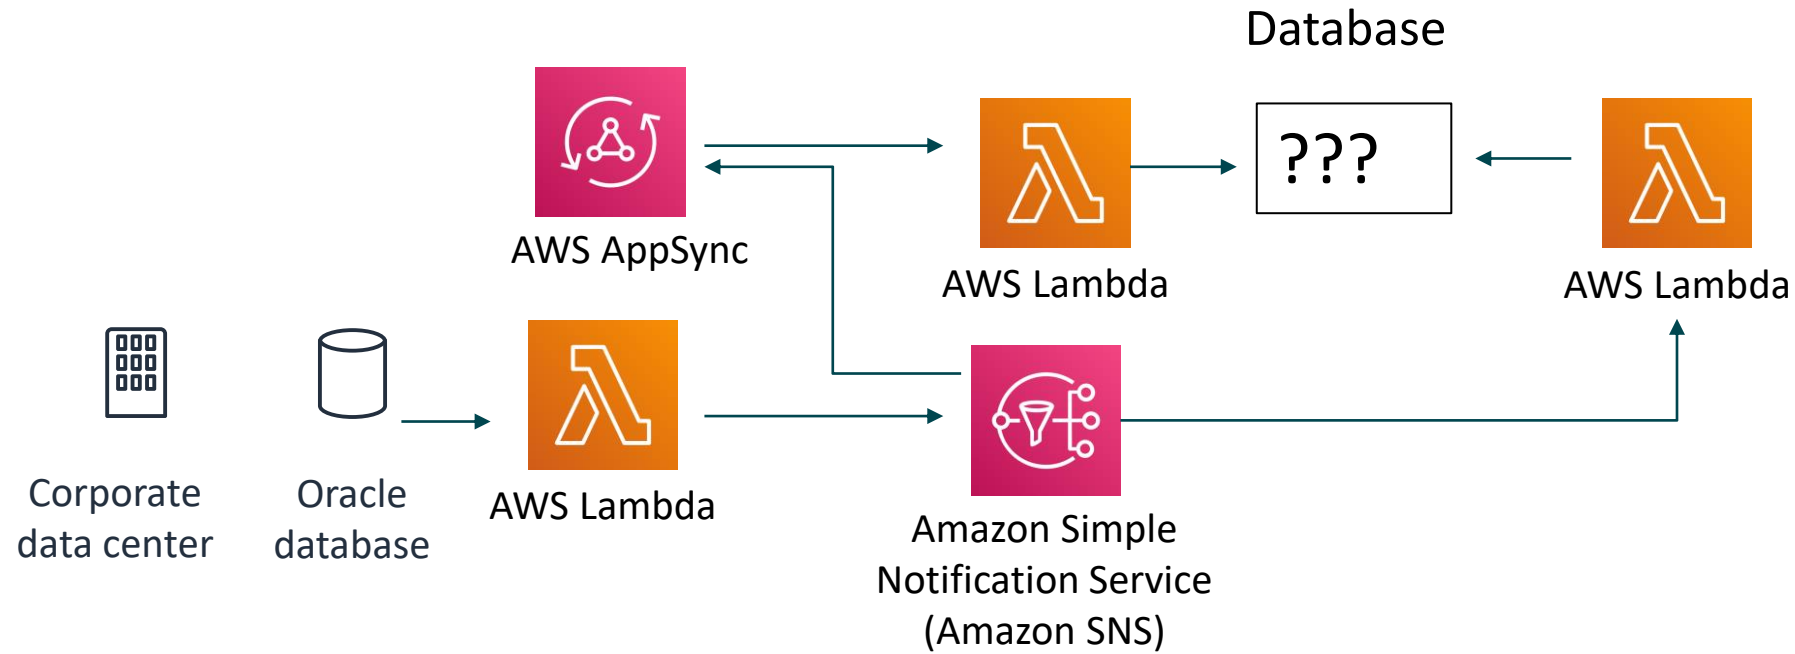 Database
???
AWS AppSync
AWS Lambda
AWS Lambda
Corporate
data center
Oracle
database
AWS Lambda
Amazon Simple
Notification Service
(Amazon SNS)